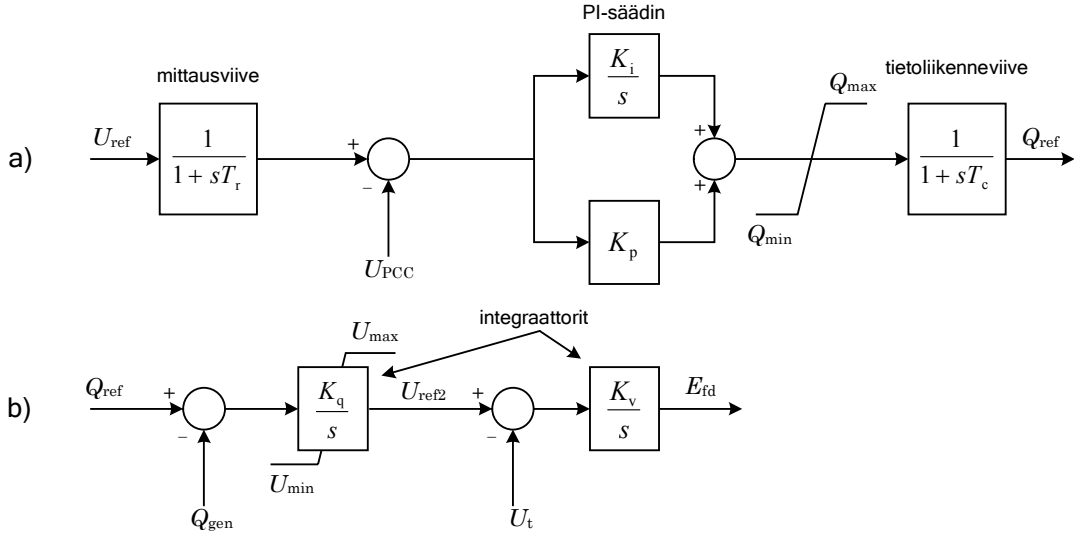 PI-säädin
mittausviive
tietoliikenneviive
a)
U_ref
1
1 + sT_r
+
−
U_PCC
K_i
s
K_p
+
+
Q_max
Q_min
1
1 + sT_c
Q_ref
integraattorit
b)
Q_ref
+
−
Q_gen
U_max
K_q
s
U_min
U_ref2
+
−
U_t
K_v
s
E_fd